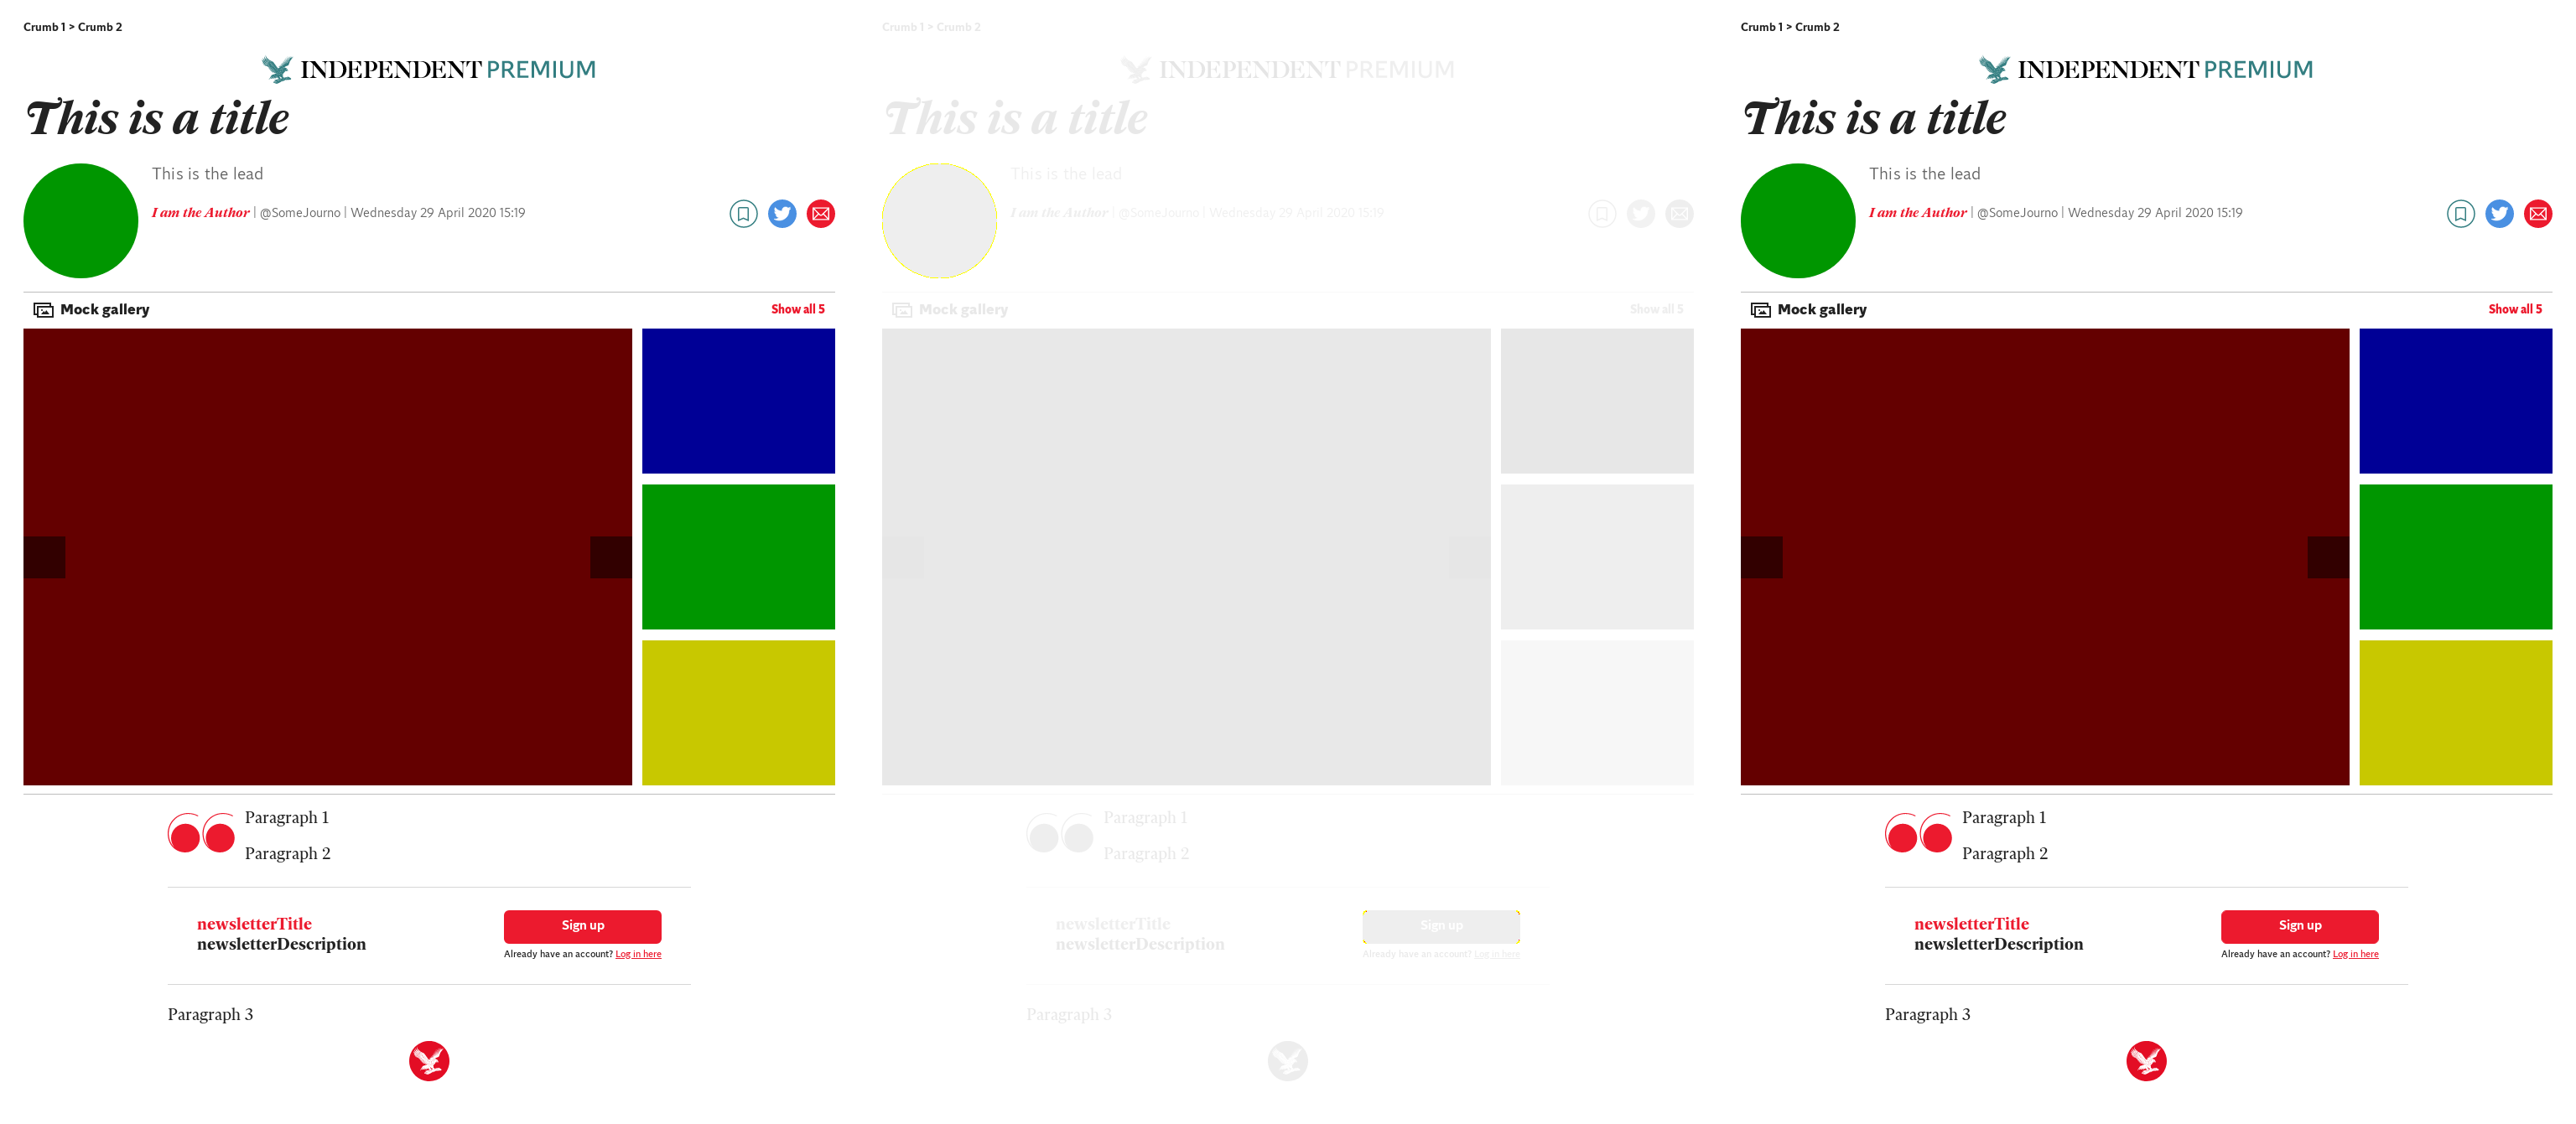 Crumb 1 > Crumb 2
INDEPENDENT PREMIUM
This is a title
This is the lead
I am the Author | @SomeJourno | Wednesday 29 April 2020 15:19
Mock gallery
Show all 5
Paragraph 1
Paragraph 2
newsletterTitle
newsletterDescription
Sign up
Already have an account? Log in here
Paragraph 3
Crumb 1 > Crumb 2
INDEPENDENT PREMIUM
This is a title
This is the lead
I am the Author | @SomeJourno | Wednesday 29 April 2020 15:19
Mock gallery
Show all 5
Paragraph 1
Paragraph 2
newsletterTitle
newsletterDescription
Sign up
Already have an account? Log in here
Paragraph 3
Crumb 1 > Crumb 2
INDEPENDENT PREMIUM
This is a title
This is the lead
I am the Author | @SomeJourno | Wednesday 29 April 2020 15:19
Mock gallery
Show all 5
Paragraph 1
Paragraph 2
newsletterTitle
newsletterDescription
Sign up
Already have an account? Log in here
Paragraph 3